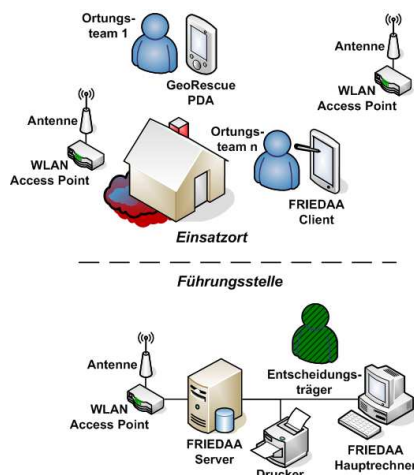 Ortungs-
team 1
GeoRescue
PDA
Antenne
WLAN
Access Point
Antenne
WLAN
Access Point
Ortungs-
team n
FRIEDAA
Client
Einsatzort
Führungsstelle
Antenne
WLAN
Access Point
FRIEDAA
Server
Entscheidungs-
träger
Drucker
FRIEDAA
Hauptrechner